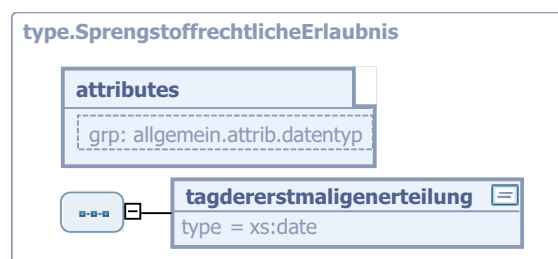 type.SprengstoffrechtlicheErlaubnis
attributes
grp: allgemein.attrib.datentyp
tagdererstmaligenerteilung
type = xs:date